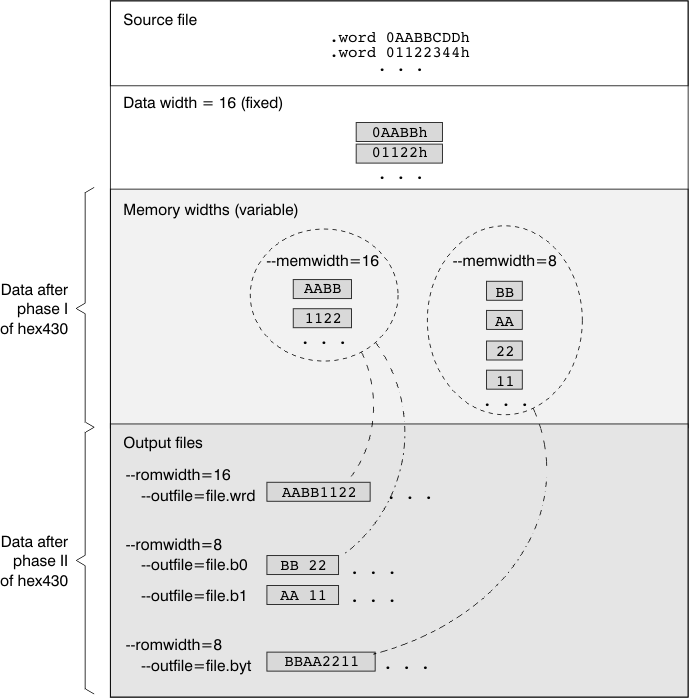 Source file
.word 0AABBCDDh
.word 01122344h
. . .
Data width = 16 (fixed)
0AABBh
01122h
. . .
Memory widths (variable)
--memwidth=16
AABB
1122
. . .
--memwidth=8
BB
AA
22
11
. . .
Data after
phase I
of hex430
Output files
--romwidth=16
--outfile=file.wrd AABB1122 . . .
--romwidth=8
--outfile=file.b0 BB 22 . . .
--outfile=file.b1 AA 11 . . .
--romwidth=8
--outfile=file.byt BBAA2211 . . .
Data after
phase II
of hex430